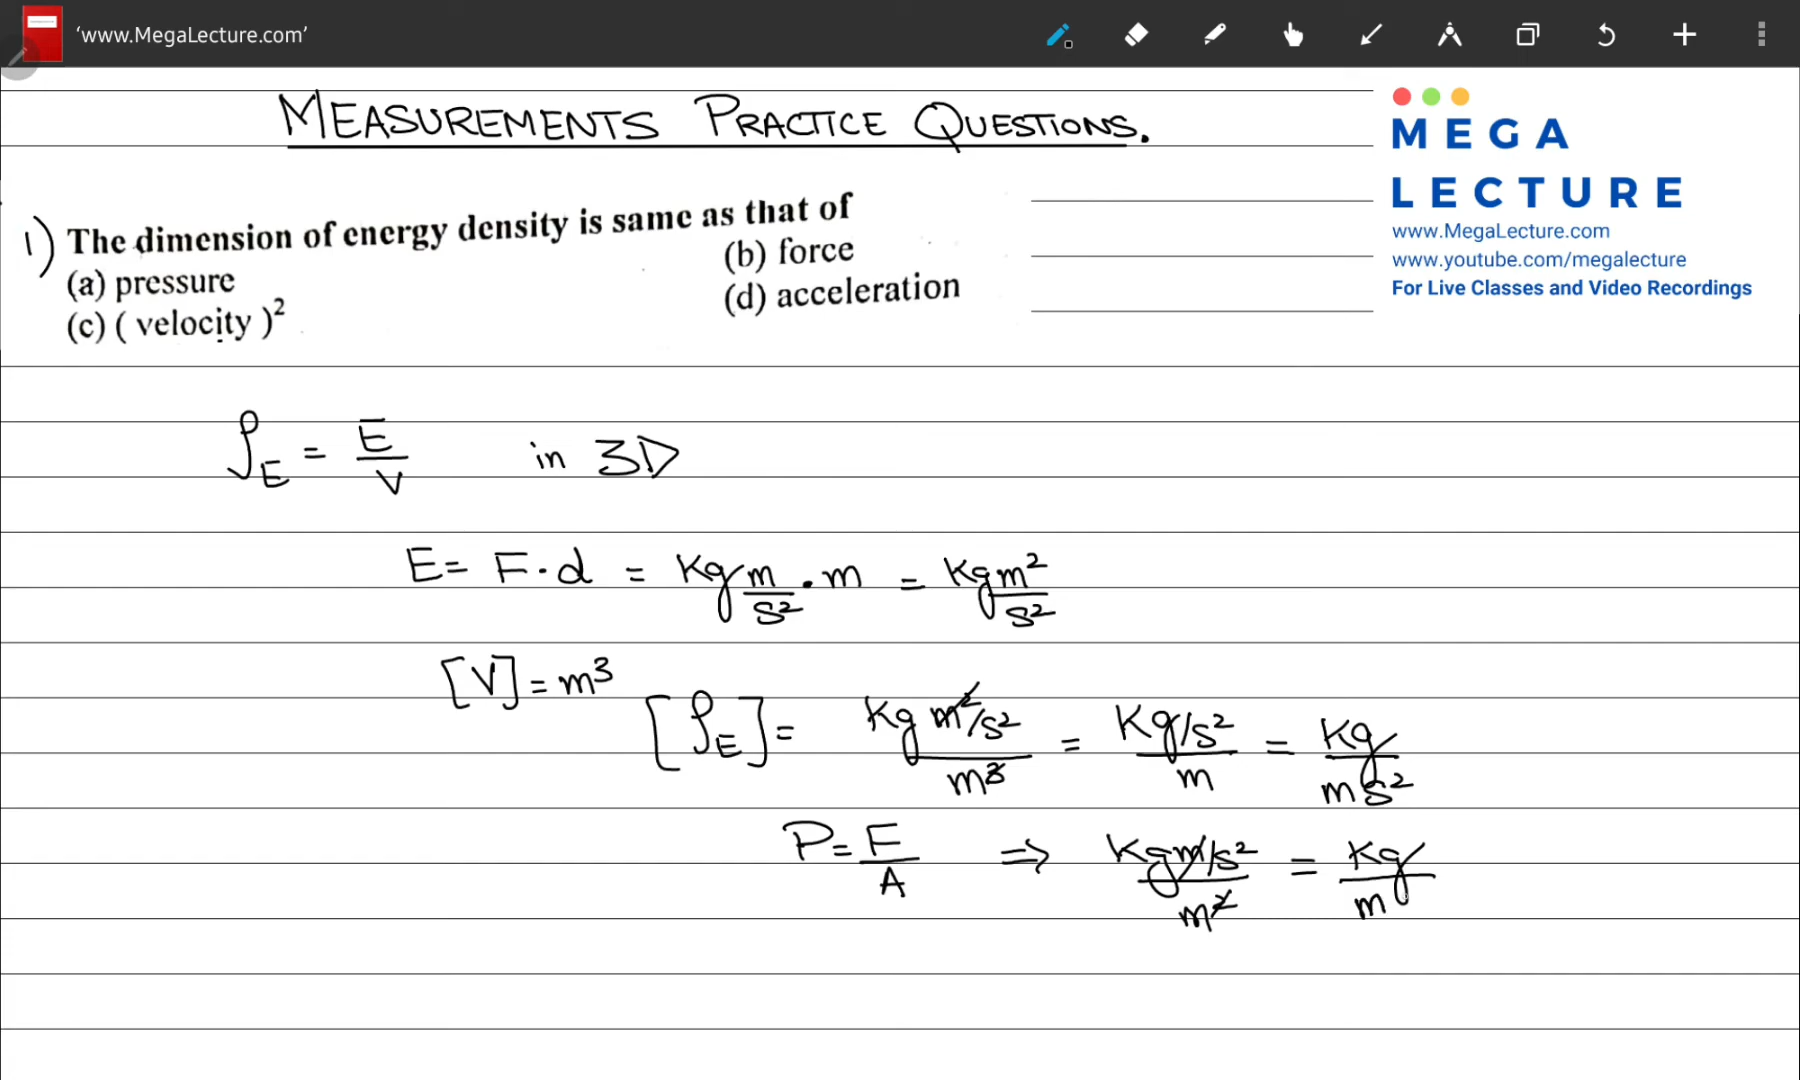 'www.MegaLecture.com'
MEASUREMENTS PRACTICE QUESTIONS.
MEGA
LECTURE
www.MegaLecture.com
www.youtube.com/megalecture
For Live Classes and Video Recordings
1) The dimension of energy density is same as that of
(a) pressure (b) force
(c) ( velocity )² (d) acceleration
ρ_E = E/V in 3D
E = F · d = Kg m/s² · m = Kg m²/s²
[V] = m³
[ρ_E] = (Kg m²/s²)/m³ = (Kg/s²)/m = Kg/(m s²)
P = F/A ⇒ (Kg m/s²)/m² = Kg/m